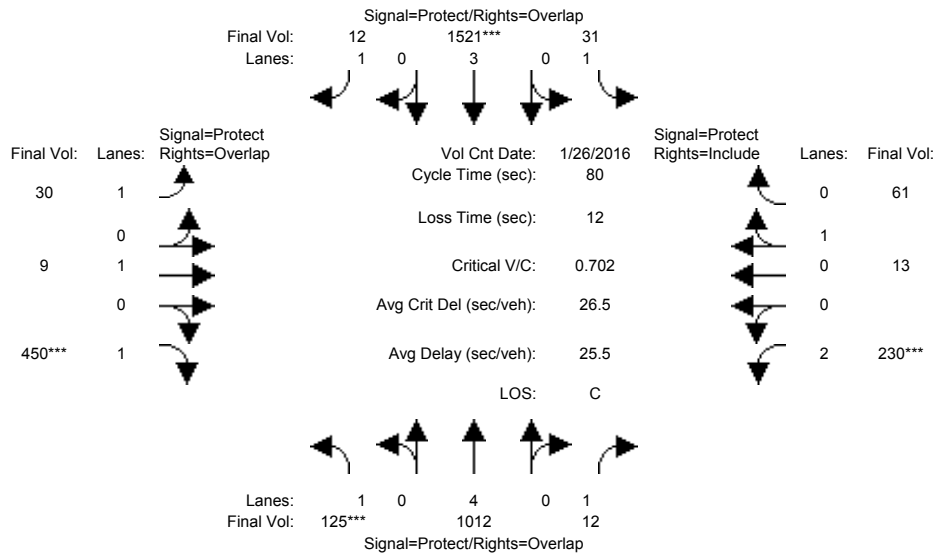 Signal=Protect/Rights=Overlap
Final Vol: 12 1521*** 31
Lanes: 1 0 3 0 1
Signal=Protect Signal=Protect
Final Vol: Lanes: Rights=Overlap Vol Cnt Date: 1/26/2016 Rights=Include Lanes: Final Vol:
Cycle Time (sec): 80
30 1 0 61
Loss Time (sec): 12
0 1
9 1 Critical V/C: 0.702 0 13
0 Avg Crit Del (sec/veh): 26.5 0
450*** 1 Avg Delay (sec/veh): 25.5 2 230***
LOS: C
Lanes: 1 0 4 0 1
Final Vol: 125*** 1012 12
Signal=Protect/Rights=Overlap